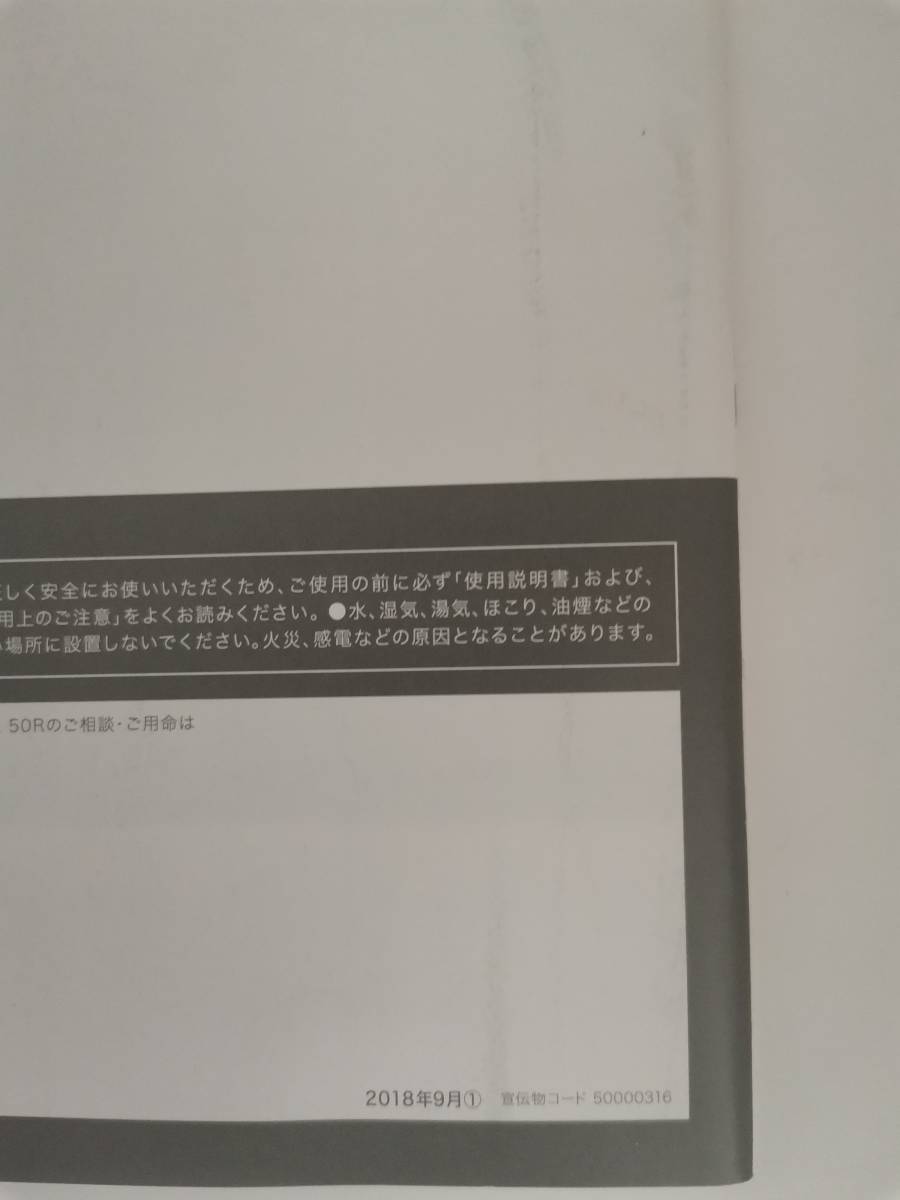 しく安全にお使いいただくため、ご使用の前に必ず「使用説明書」および、
用上のご注意」をよくお読みください。●水、湿気、湯気、ほこり、油煙などの
場所に設置しないでください。火災、感電などの原因となることがあります。
50Rのご相談・ご用命は
2018年9月① 宣伝物コード 50000316